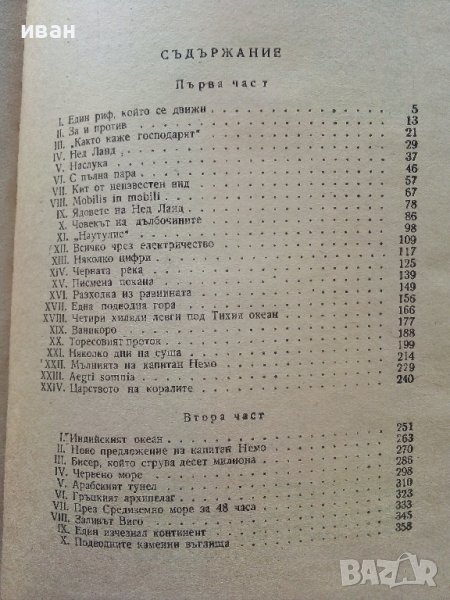 иван
СЪДЪРЖАНИЕ
Първа част
I. Един риф, който се движи 5
II. За и против 13
III. „Както каже господарят“ 21
IV. Нед Ланд 29
V. Наслука 37
VI. С пълна пара 46
VII. Кит от неизвестен вид 57
VIII. Mobilis in mobili 67
IX. Ядовете на Нед Ланд 78
X. Човекът на дълбочините 86
XI. „Наутулис“ 98
XII. Всичко чрез електричество 109
XIII. Няколко цифри 117
XIV. Черната река 125
XV. Писмена покана 139
XVI. Разходка из равнината 149
XVII. Една подводна гора 156
XVIII. Четири хиляди левги под Тихия океан 166
XIX. Ваникоро 177
XX. Торесовият проток 188
XXI. Няколко дни на суша 199
XXII. Мълнията на капитан Немо 214
XXIII. Aegri somnia 229
XXIV. Царството на коралите 240
Втора част
I. Индийският океан 251
II. Ново предложение на капитан Немо 263
III. Бисер, който струва десет милиона 270
IV. Червено море 286
V. Арабският тунел 298
VI. Гръцкият архипелаг 310
VII. През Средиземно море за 48 часа 323
VIII. Заливът Виго 333
IX. Един изчезнал континент 345
X. Подводните каменни въглища 358
BAZAR.bg